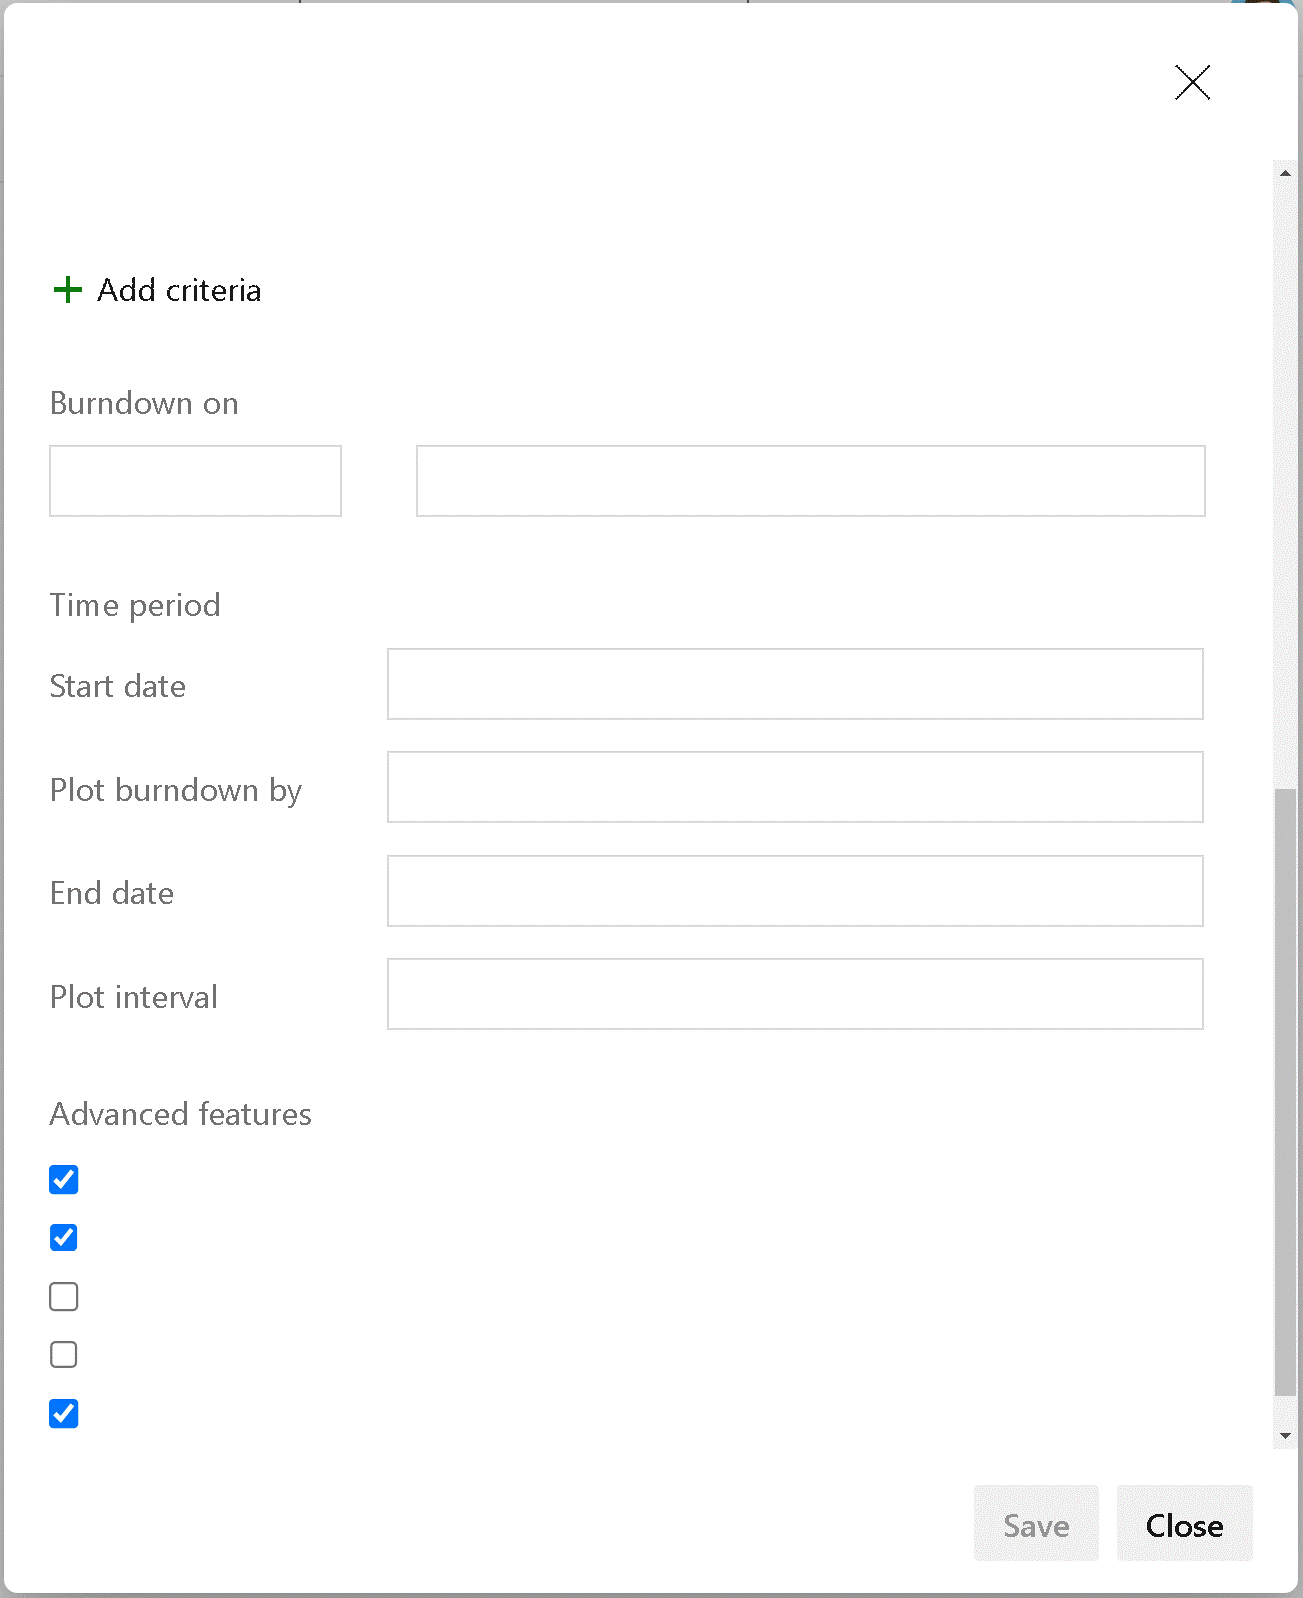 Add criteria
Burndown on
Time period
Start date
Plot burndown by
End date
Plot interval
Advanced features
Save
Close